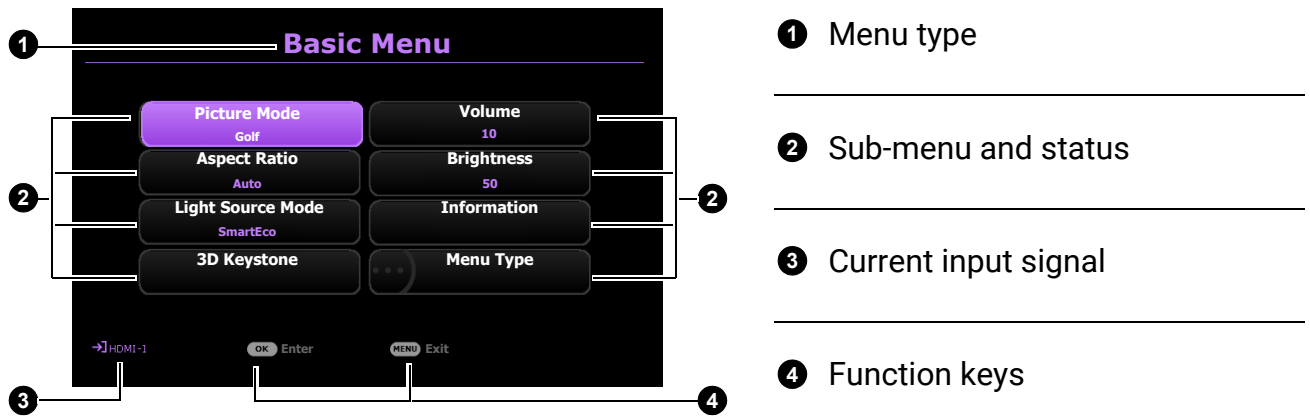 1 Basic Menu
Picture Mode
Golf
Volume
10
Aspect Ratio
Auto
Brightness
50
2
2
Light Source Mode
SmartEco
Information
3D Keystone
Menu Type
HDMI-1
OK Enter
MENU Exit
3
4
1 Menu type
2 Sub-menu and status
3 Current input signal
4 Function keys